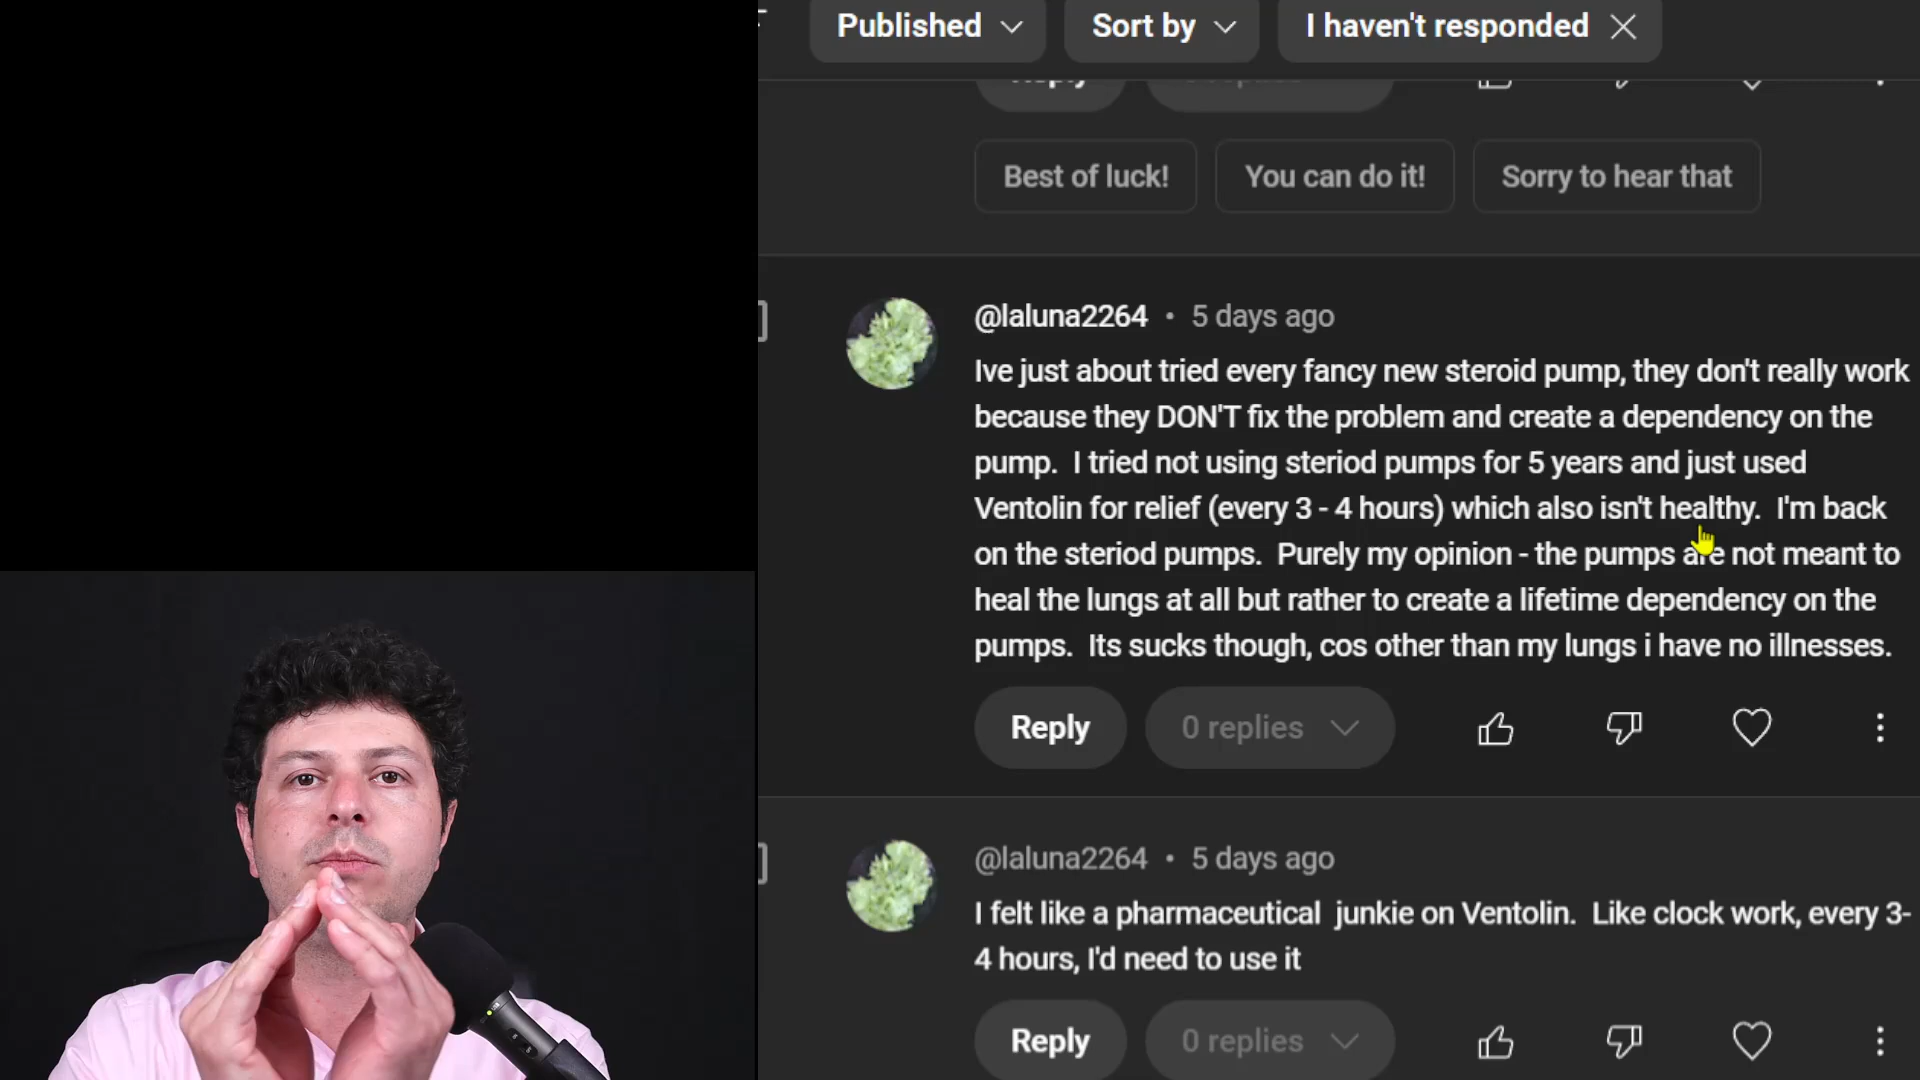 Published
Sort by
I haven't responded
Reply
Best of luck!
You can do it!
Sorry to hear that
@laluna2264 • 5 days ago
Ive just about tried every fancy new steroid pump, they don't really work
because they DON'T fix the problem and create a dependency on the
pump.  I tried not using steriod pumps for 5 years and just used
Ventolin for relief (every 3 - 4 hours) which also isn't healthy.  I'm back
on the steriod pumps.  Purely my opinion - the pumps are not meant to
heal the lungs at all but rather to create a lifetime dependency on the
pumps.  Its sucks though, cos other than my lungs i have no illnesses.
Reply
0 replies
@laluna2264 • 5 days ago
I felt like a pharmaceutical  junkie on Ventolin.  Like clock work, every 3-
4 hours, I'd need to use it
Reply
0 replies